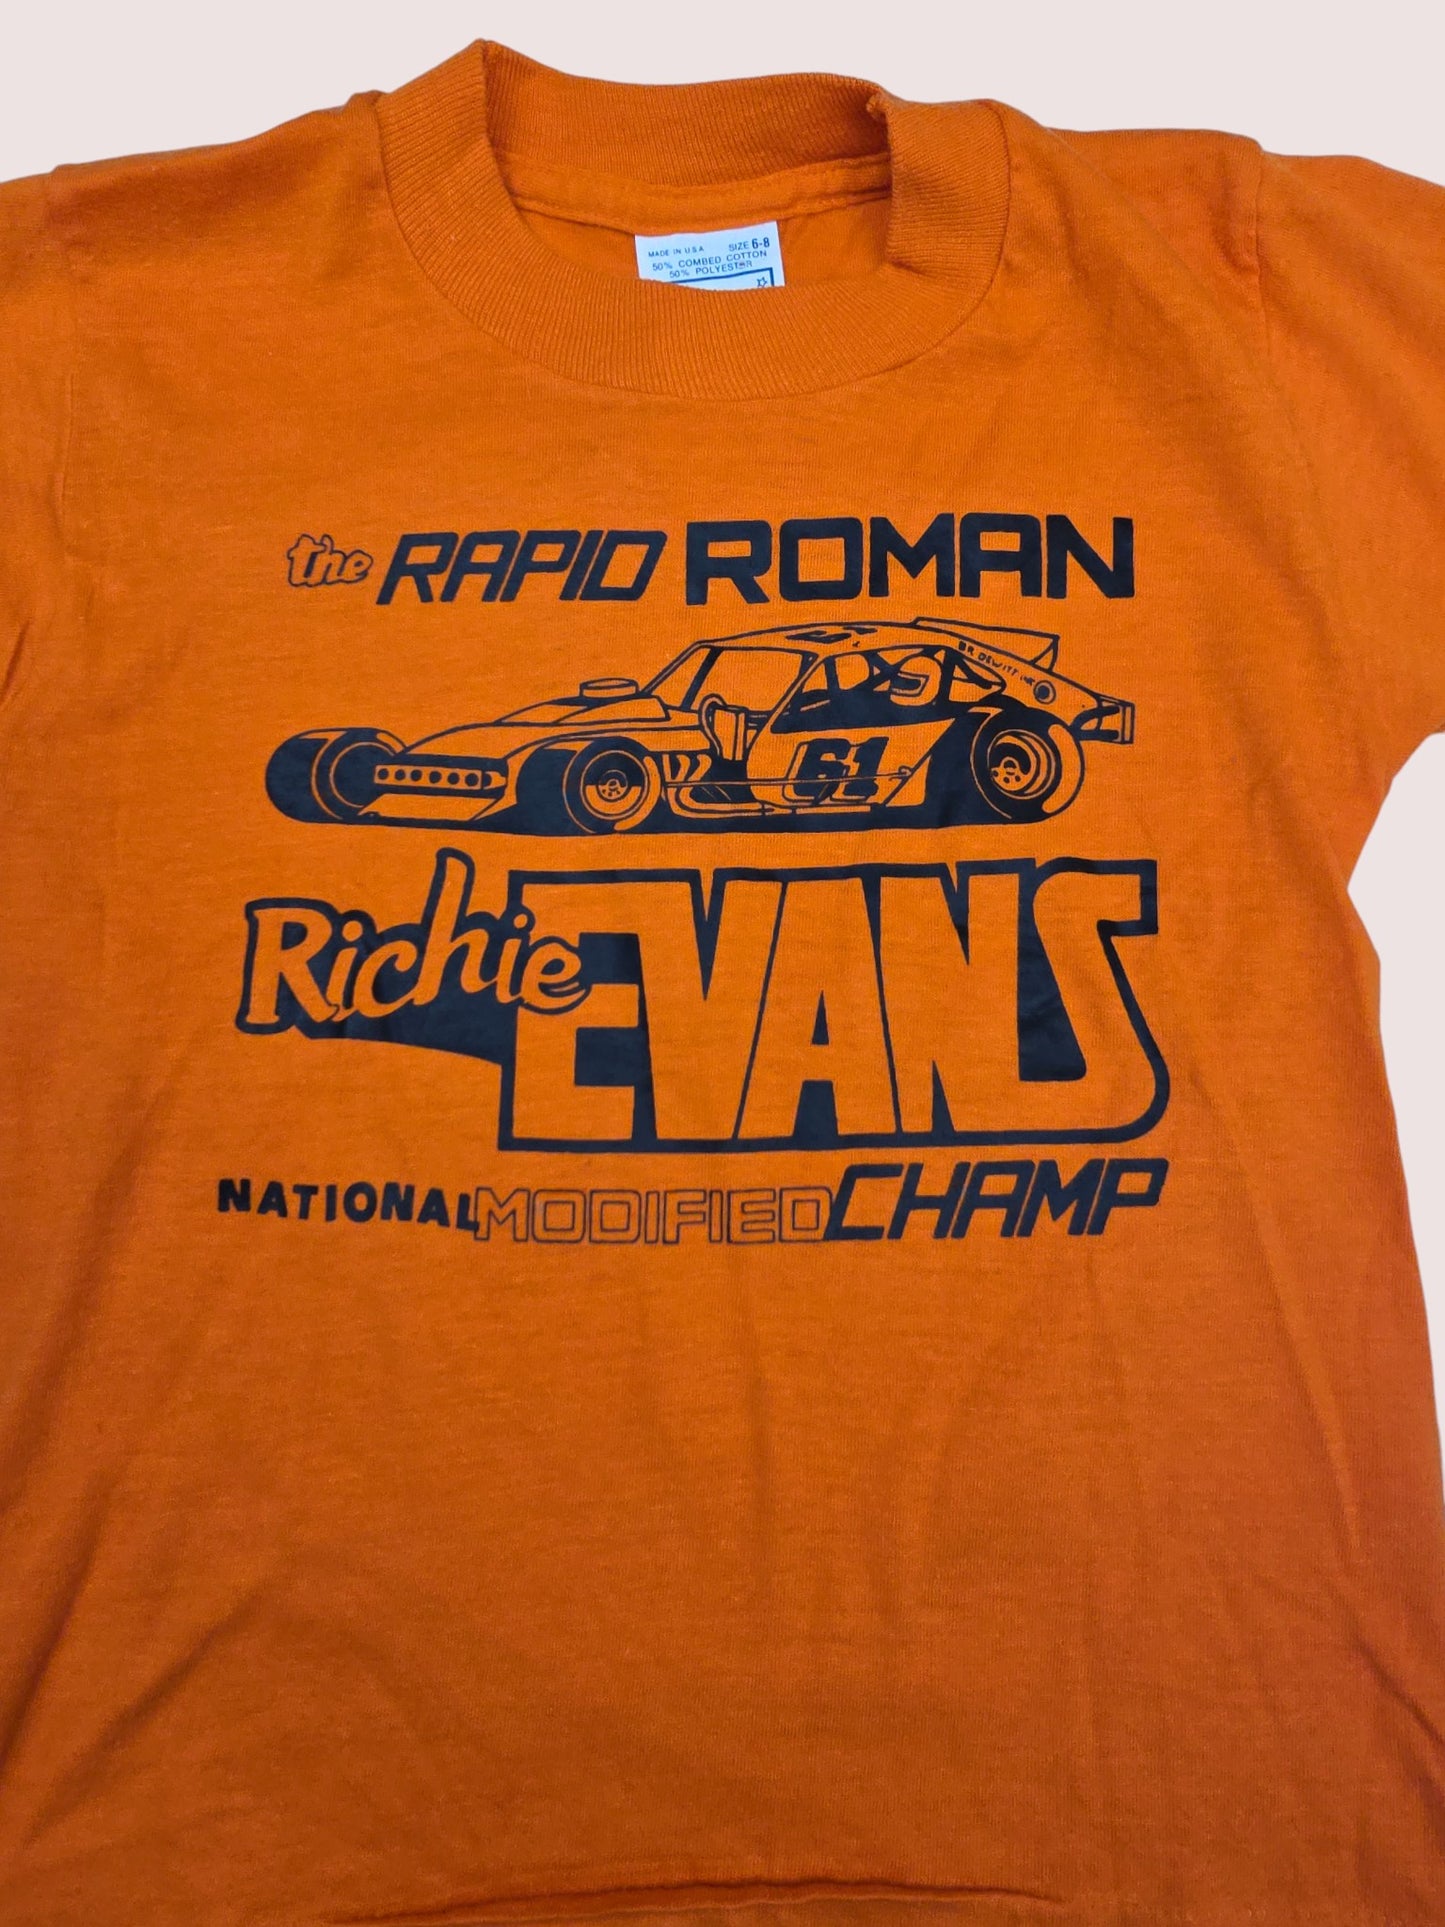 MADE IN U.S.A. SIZE 6-8
50% COMBED COTTON
50% POLYESTER
the RAPID ROMAN
BR DEWITT INC
61
Richie EVANS
NATIONAL MODIFIED CHAMP